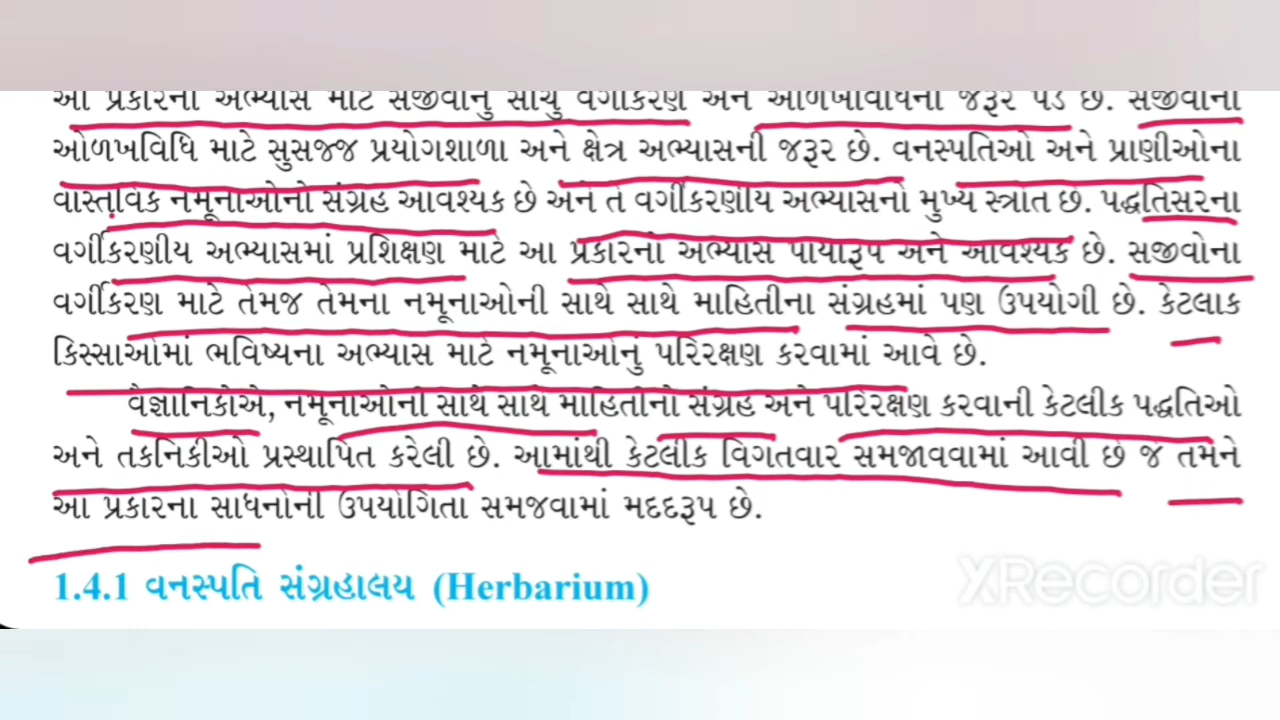 આ પ્રકારના અભ્યાસ માટે સજીવોનું સાચું વર્ગીકરણ અને ઓળખવિધિની જરૂર પડે છે. સજીવોની
ઓળખવિધિ માટે સુસજ્જ પ્રયોગશાળા અને ક્ષેત્ર અભ્યાસની જરૂર છે. વનસ્પતિઓ અને પ્રાણીઓના
વાસ્તવિક નમૂનાઓનો સંગ્રહ આવશ્યક છે અને તે વર્ગીકરણીય અભ્યાસનો મુખ્ય સ્ત્રોત છે. પદ્ધતિસરના
વર્ગીકરણીય અભ્યાસમાં પ્રશિક્ષણ માટે આ પ્રકારનો અભ્યાસ પાયારૂપ અને આવશ્યક છે. સજીવોના
વર્ગીકરણ માટે તેમજ તેમના નમૂનાઓની સાથે સાથે માહિતીના સંગ્રહમાં પણ ઉપયોગી છે. કેટલાક
કિસ્સાઓમાં ભવિષ્યના અભ્યાસ માટે નમૂનાઓનું પરિરક્ષણ કરવામાં આવે છે.
વૈજ્ઞાનિકોએ, નમૂનાઓની સાથે સાથે માહિતીનો સંગ્રહ અને પરિરક્ષણ કરવાની કેટલીક પદ્ધતિઓ
અને તકનિકીઓ પ્રસ્થાપિત કરેલી છે. આમાંથી કેટલીક વિગતવાર સમજાવવામાં આવી છે જે તમને
આ પ્રકારના સાધનોની ઉપયોગિતા સમજવામાં મદદરૂપ છે.
1.4.1 વનસ્પતિ સંગ્રહાલય (Herbarium)
XRecorder